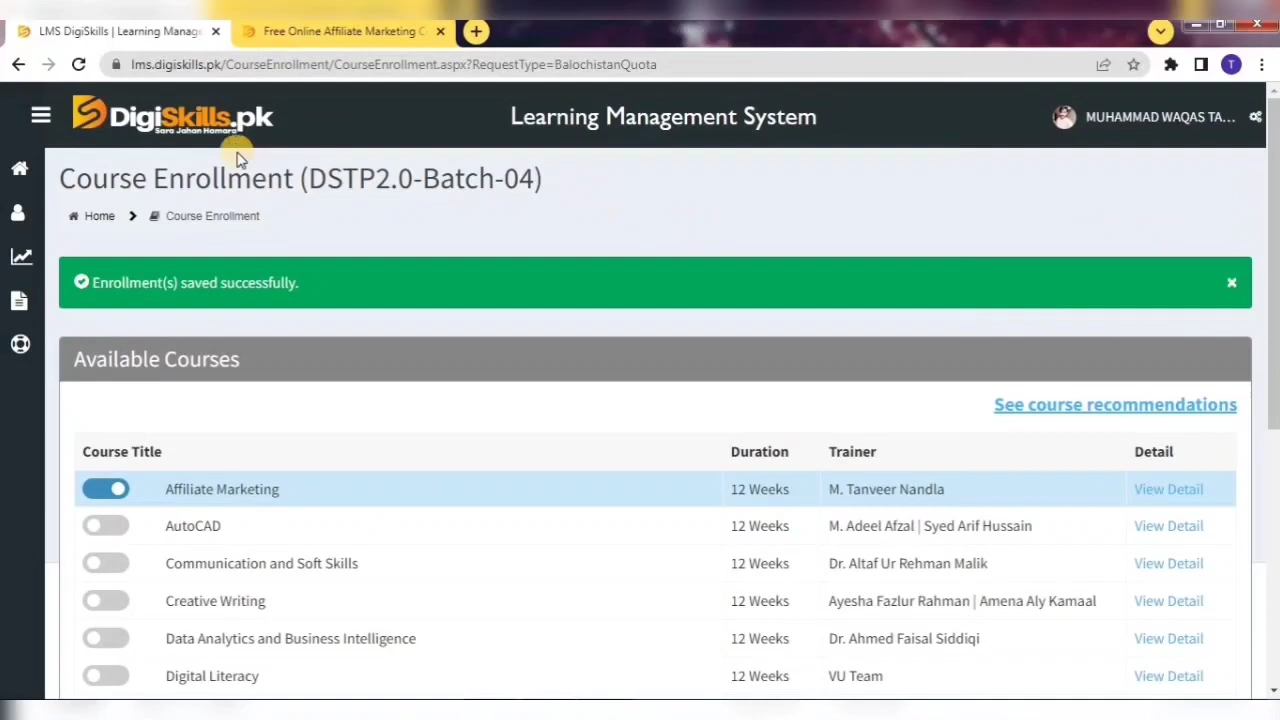 LMS DigiSkills | Learning Manag
Free Online Affiliate Marketing C
lms.digiskills.pk/CourseEnrollment/CourseEnrollment.aspx?RequestType=BalochistanQuota
T
DigiSkills.pk
Sara Jahan Hamara
Learning Management System
MUHAMMAD WAQAS TA...
Course Enrollment (DSTP2.0-Batch-04)
Home > Course Enrollment
Enrollment(s) saved successfully. ×
Available Courses
See course recommendations
Course Title Duration Trainer Detail
Affiliate Marketing 12 Weeks M. Tanveer Nandla View Detail
AutoCAD 12 Weeks M. Adeel Afzal | Syed Arif Hussain View Detail
Communication and Soft Skills 12 Weeks Dr. Altaf Ur Rehman Malik View Detail
Creative Writing 12 Weeks Ayesha Fazlur Rahman | Amena Aly Kamaal View Detail
Data Analytics and Business Intelligence 12 Weeks Dr. Ahmed Faisal Siddiqi View Detail
Digital Literacy 12 Weeks VU Team View Detail